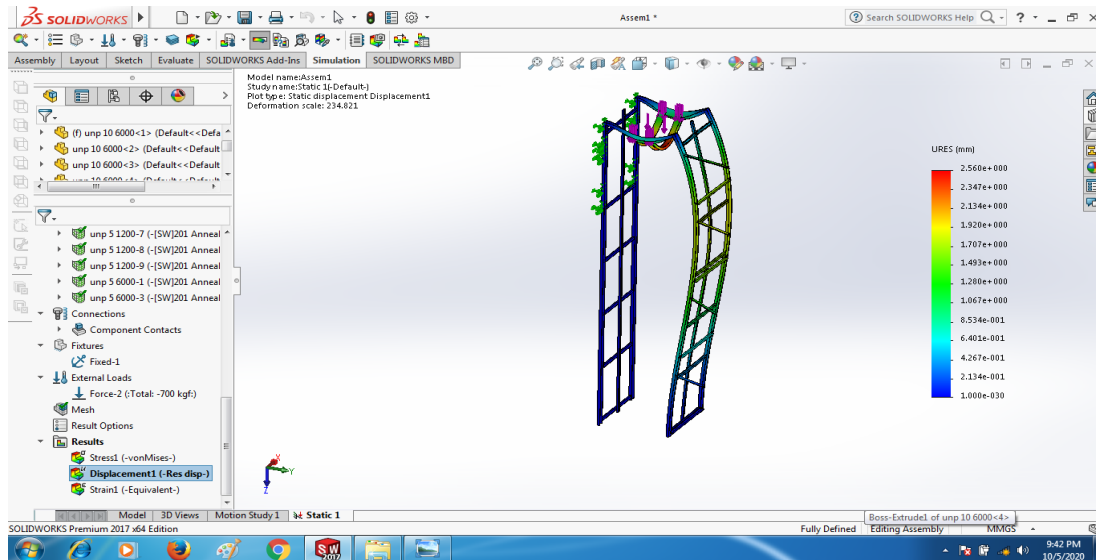 SOLIDWORKS
Assem1 *
Search SOLIDWORKS Help
?
Assembly Layout Sketch Evaluate SOLIDWORKS Add-Ins Simulation SOLIDWORKS MBD
Model name:Assem1
Study name:Static 1(-Default-)
Plot type: Static displacement Displacement1
Deformation scale: 234.821
(f) unp 10 6000<1> (Default<<Defa
unp 10 6000<2> (Default<<Default
unp 10 6000<3> (Default<<Default
unp 5 1200-7 (-[SW]201 Anneal
unp 5 1200-8 (-[SW]201 Anneal
unp 5 1200-9 (-[SW]201 Anneal
unp 5 6000-1 (-[SW]201 Anneal
unp 5 6000-3 (-[SW]201 Anneal
Connections
Component Contacts
Fixtures
Fixed-1
External Loads
Force-2 (:Total: -700 kgf:)
Mesh
Result Options
Results
Stress1 (-vonMises-)
Displacement1 (-Res disp-)
Strain1 (-Equivalent-)
URES (mm)
2.560e+000
2.347e+000
2.134e+000
1.920e+000
1.707e+000
1.493e+000
1.280e+000
1.067e+000
8.534e-001
6.401e-001
4.267e-001
2.134e-001
1.000e-030
X
Y
Z
Model 3D Views Motion Study 1 Static 1
Boss-Extrude1 of unp 10 6000<4>
SOLIDWORKS Premium 2017 x64 Edition
Fully Defined Editing Assembly MMGS
SW
2017
9:42 PM
10/5/2020